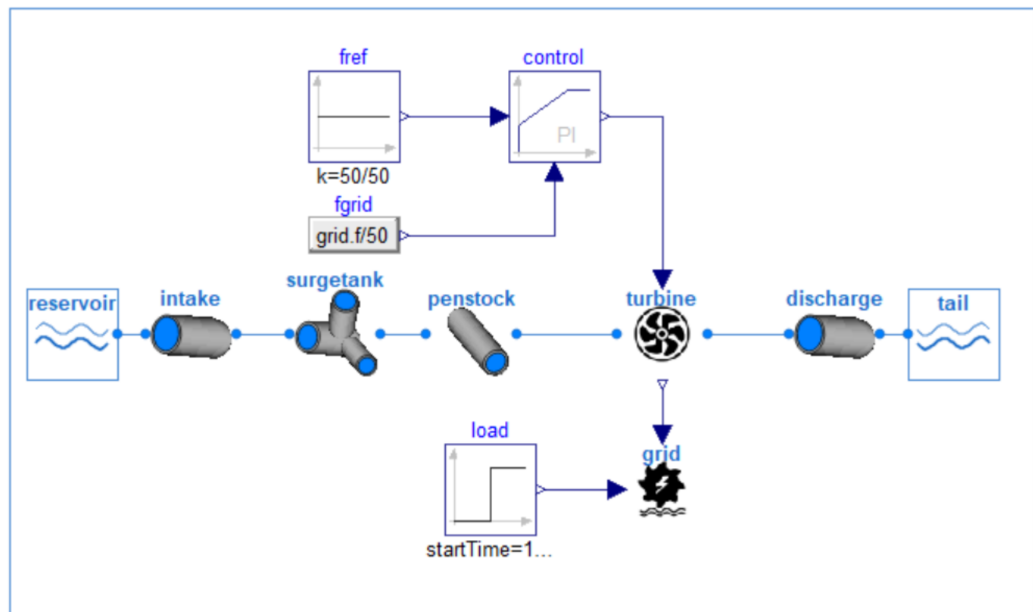 fref
control
PI
k=50/50
fgrid
grid.f/50
surgetank
reservoir
intake
penstock
turbine
discharge
tail
load
grid
startTime=1...